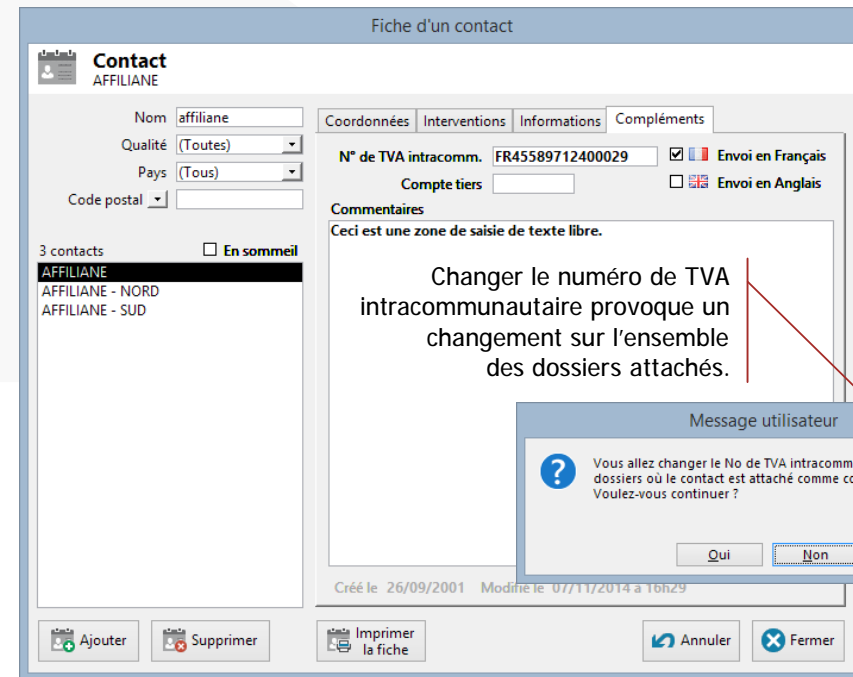 Fiche d'un contact
Contact
AFFILIANE
Nom affiliane
Qualité (Toutes)
Pays (Tous)
Code postal
3 contacts En sommeil
AFFILIANE
AFFILIANE - NORD
AFFILIANE - SUD
Coordonnées Interventions Informations Compléments
N° de TVA intracomm. FR45589712400029 Envoi en Français
Compte tiers Envoi en Anglais
Commentaires
Ceci est une zone de saisie de texte libre.
Changer le numéro de TVA
intracommunautaire provoque un
changement sur l'ensemble
des dossiers attachés.
Message utilisateur
Vous allez changer le No de TVA intracomm
dossiers où le contact est attaché comme
Voulez-vous continuer ?
Oui Non
Créé le 26/09/2001 Modifié le 07/11/2014 à 16h29
Ajouter Supprimer Imprimer
la fiche
Annuler Fermer